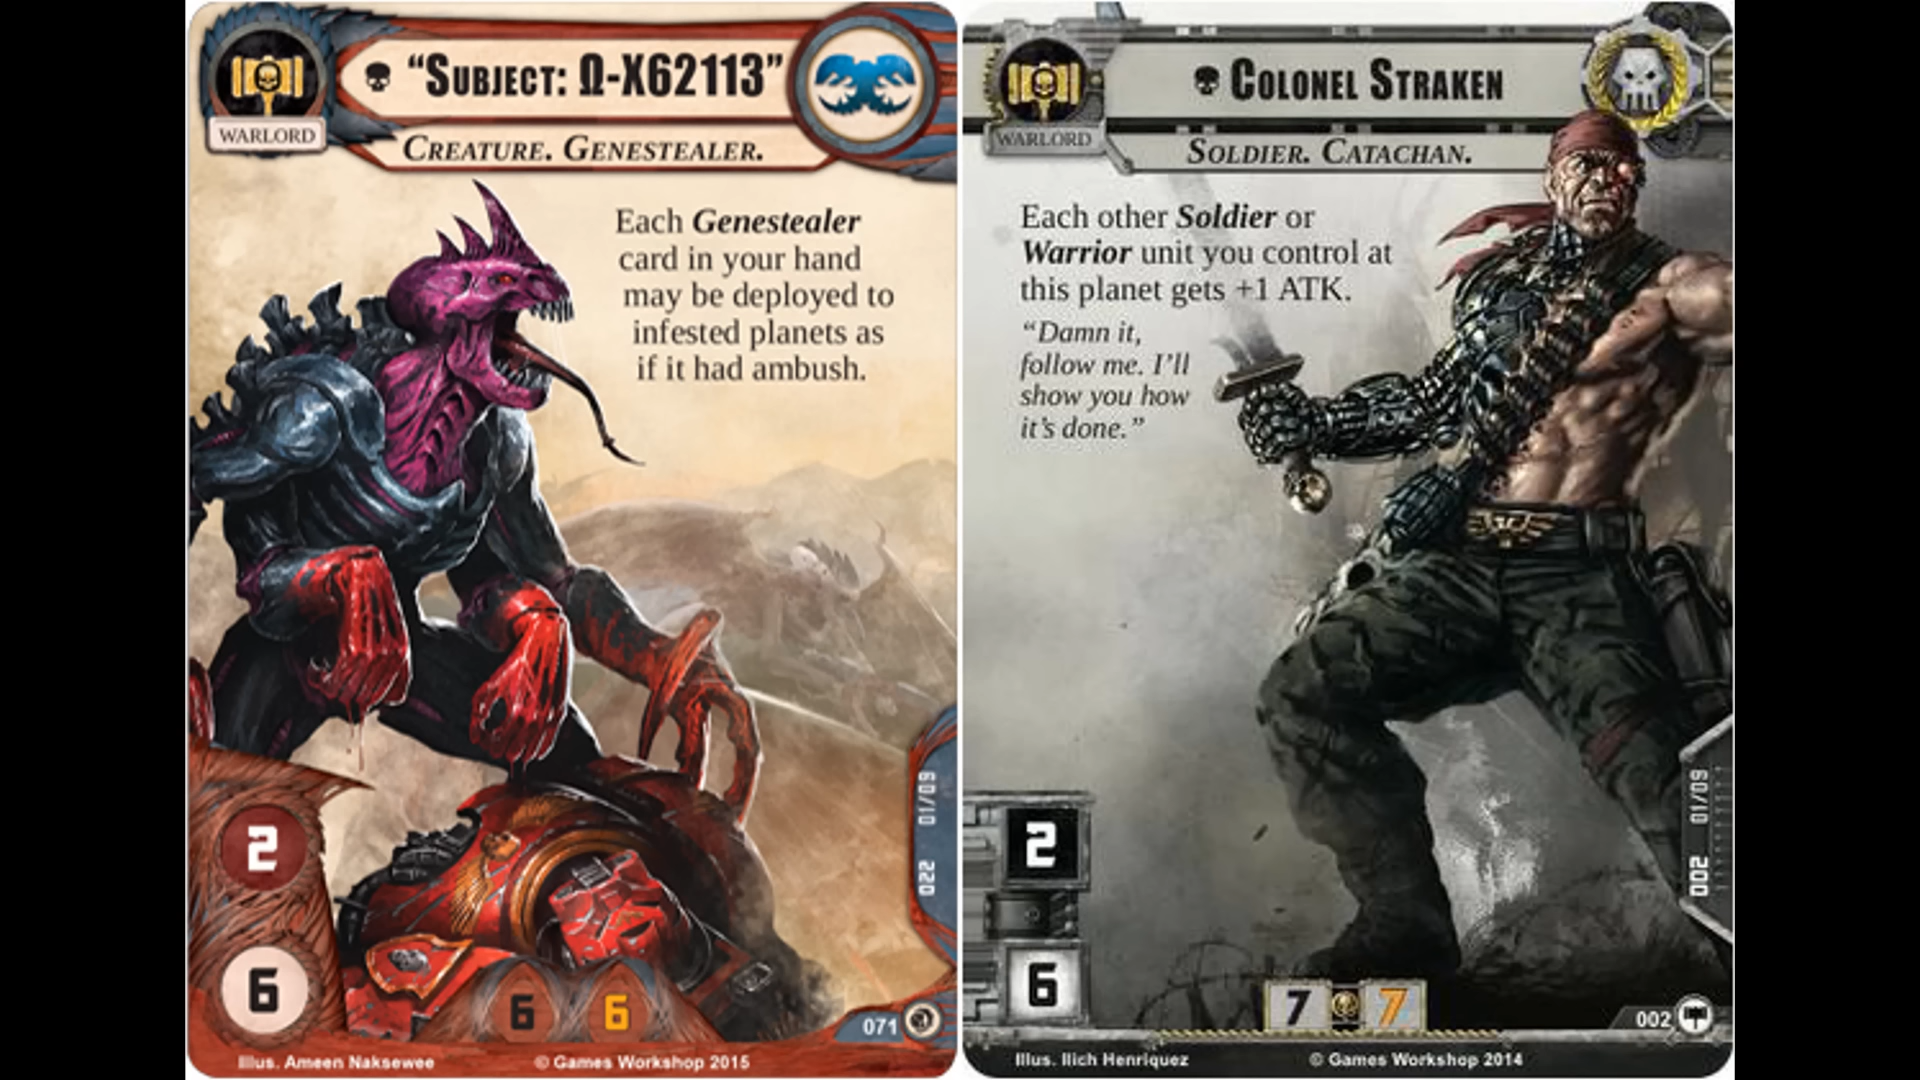 “Subject: Ω-X62113”
WARLORD
Creature. Genestealer.
Each Genestealer
card in your hand
may be deployed to
infested planets as
if it had ambush.
2
6
6 6
022 01/09
071
Illus. Ameen Naksewee © Games Workshop 2015
Colonel Straken
WARLORD
Soldier. Catachan.
Each other Soldier or
Warrior unit you control at
this planet gets +1 ATK.
“Damn it,
follow me. I’ll
show you how
it’s done.”
2
6
7 7
002 01/09
002
Illus. Ilich Henriquez © Games Workshop 2014